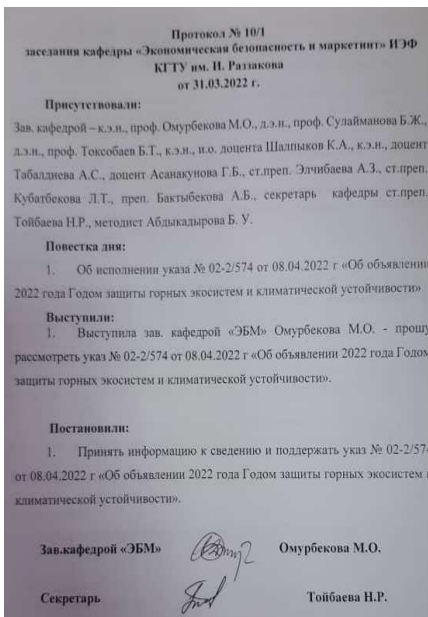 Протокол № 10/1
заседания кафедры «Экономическая безопасность и маркетинг» ИЭФ
КГТУ им. И. Раззакова
от 31.03.2022 г.
Присутствовали:
Зав. кафедрой – к.э.н., проф. Омурбекова М.О., д.э.н., проф. Сулайманова Б.Ж.,
д.э.н., проф. Токсобаев Б.Т., к.э.н., и.о. доцента Шалпыков К.А., к.э.н., доцент
Табалдиева А.С., доцент Асанакунова Г.Б., ст.преп. Элчибаева А.З., ст.преп.
Кубатбекова Л.Т., преп. Бактыбекова А.Б., секретарь кафедры ст.преп.
Тойбаева Н.Р., методист Абдыкадырова Б. У.
Повестка дня:
1. Об исполнении указа № 02-2/574 от 08.04.2022 г «Об объявлении
2022 года Годом защиты горных экосистем и климатической устойчивости»
Выступили:
1. Выступила зав. кафедрой «ЭБМ» Омурбекова М.О. - прошу
рассмотреть указ № 02-2/574 от 08.04.2022 г «Об объявлении 2022 года Годом
защиты горных экосистем и климатической устойчивости».
Постановили:
1. Принять информацию к сведению и поддержать указ № 02-2/574
от 08.04.2022 г «Об объявлении 2022 года Годом защиты горных экосистем и
климатической устойчивости».
Зав.кафедрой «ЭБМ» Омурбекова М.О.
Секретарь Тойбаева Н.Р.